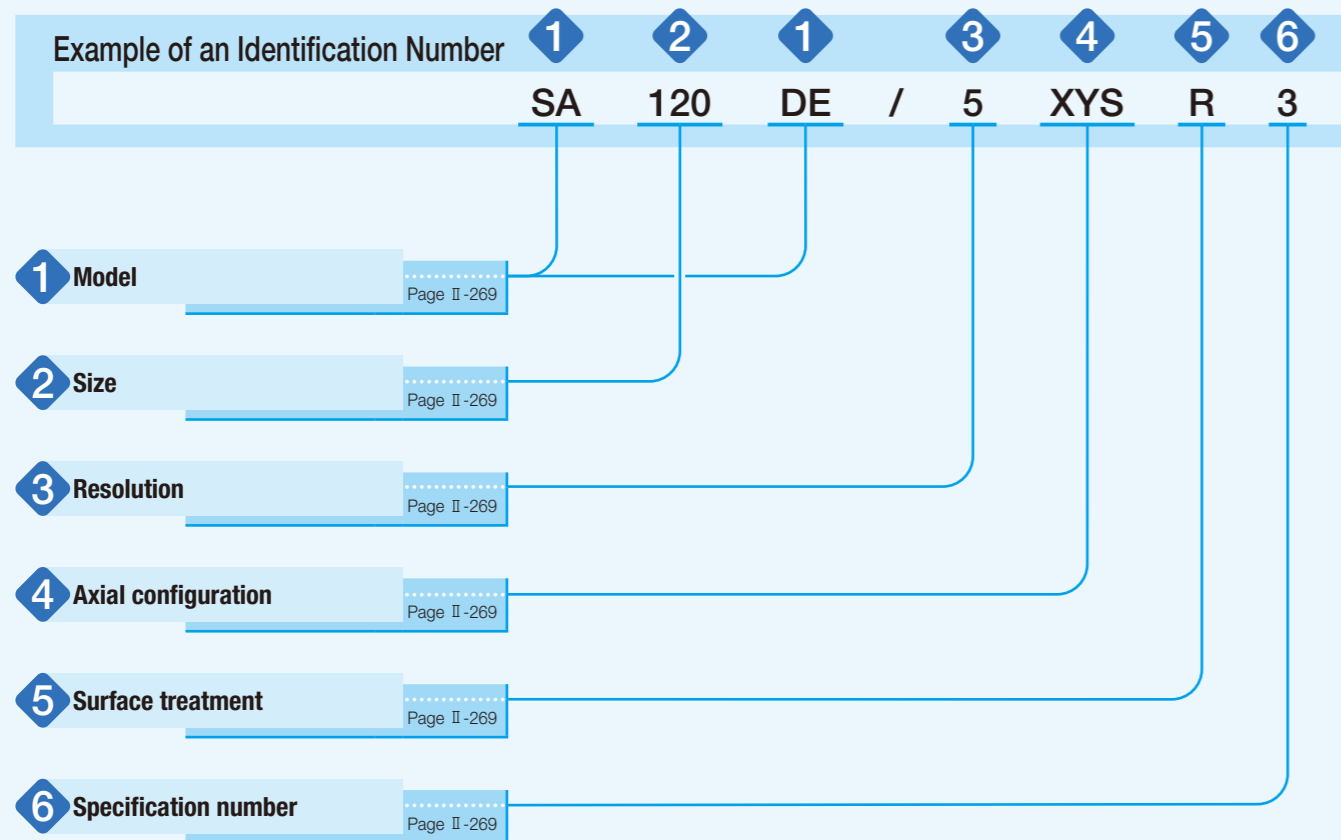 Example of an Identification Number
1 2 1 3 4 5 6
SA 120 DE / 5 XYS R 3
1 Model
Page Ⅱ-269
2 Size
Page Ⅱ-269
3 Resolution
Page Ⅱ-269
4 Axial configuration
Page Ⅱ-269
5 Surface treatment
Page Ⅱ-269
6 Specification number
Page Ⅱ-269